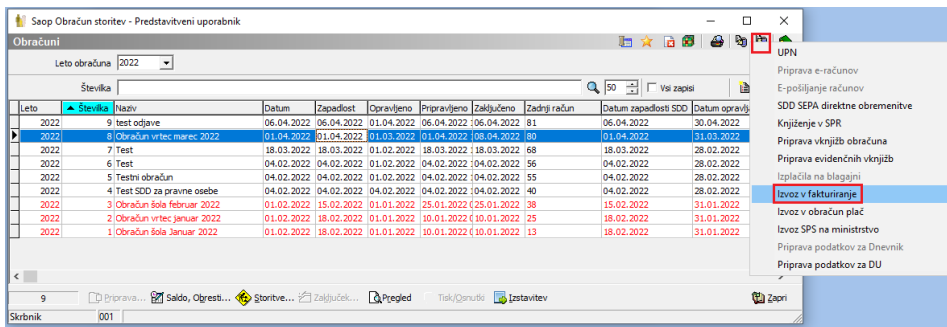 Saop Obračun storitev - Predstavitveni uporabnik
Obračuni
Leto obračuna 2022
Številka 50 Vsi zapisi
Leto Številka Naziv Datum Zapadlost Opravljeno Pripravljeno Zaključeno Zadnji račun Datum zapadlosti SDD Datum opravlj
2022 9 test odjave 06.04.2022 06.04.2022 01.04.2022 06.04.2022 06.04.2022 81 06.04.2022 30.04.2022
2022 8 Obračun vrtec marec 2022 01.04.2022 01.04.2022 01.03.2022 01.04.2022 08.04.2022 80 01.04.2022 31.03.2022
2022 7 Test 18.03.2022 18.03.2022 01.02.2022 18.03.2022 18.03.2022 68 18.03.2022 28.02.2022
2022 6 Test 04.02.2022 04.02.2022 01.02.2022 04.02.2022 04.02.2022 56 04.02.2022 28.02.2022
2022 5 Testni obračun 04.02.2022 04.02.2022 01.02.2022 04.02.2022 04.02.2022 55 04.02.2022 28.02.2022
2022 4 Test SDD za pravne osebe 04.02.2022 04.02.2022 01.02.2022 04.02.2022 04.02.2022 40 04.02.2022 28.02.2022
2022 3 Obračun šola februar 2022 01.02.2022 15.02.2022 01.01.2022 25.01.2022 25.01.2022 38 15.02.2022 31.01.2022
2022 2 Obračun vrtec januar 2022 01.02.2022 18.02.2022 01.01.2022 10.01.2022 10.01.2022 25 18.02.2022 31.01.2022
2022 1 Obračun šola Januar 2022 01.02.2022 18.02.2022 01.01.2022 10.01.2022 10.01.2022 13 18.02.2022 31.01.2022
9 Priprava... Saldo, Obresti... Storitve... Zaključek... Pregled Tisk/Osnutki Izstavitev Zapri
Skrbnik 001
UPN
Priprava e-računov
E-pošiljanje računov
SDD SEPA direktne obremenitve
Knjiženje v SPR
Priprava vknjižb obračuna
Priprava evidenčnih vknjižb
Izplačila na blagajni
Izvoz v fakturiranje
Izvoz v obračun plač
Izvoz SPS na ministrstvo
Priprava podatkov za Dnevnik
Priprava podatkov za DU